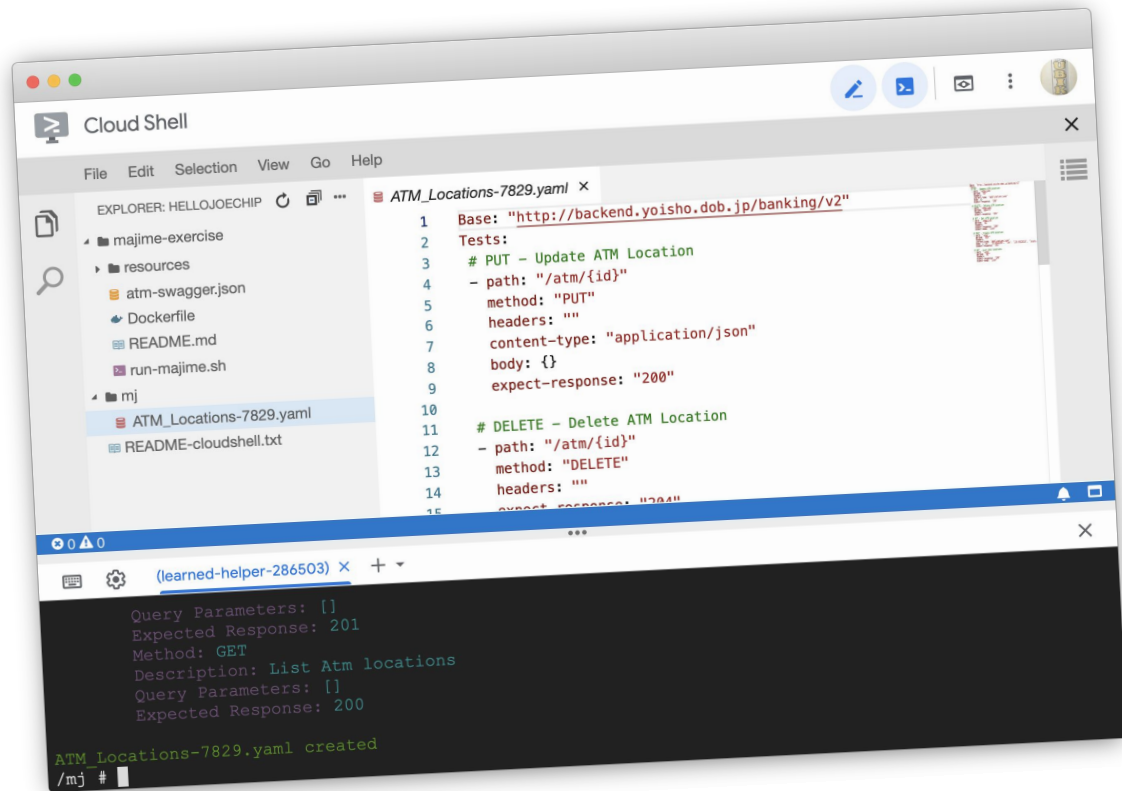 Cloud Shell
File Edit Selection View Go Help
EXPLORER: HELLOJOECHIP
majime-exercise
resources
atm-swagger.json
Dockerfile
README.md
run-majime.sh
mj
ATM_Locations-7829.yaml
README-cloudshell.txt
ATM_Locations-7829.yaml
1 Base: "http://backend.yoisho.dob.jp/banking/v2"
2 Tests:
3 # PUT – Update ATM Location
4 – path: "/atm/{id}"
5 method: "PUT"
6 headers: ""
7 content-type: "application/json"
8 body: {}
9 expect-response: "200"
10
11 # DELETE – Delete ATM Location
12 – path: "/atm/{id}"
13 method: "DELETE"
14 headers: ""
15 expect-response: "204"
0 0
(learned-helper-286503)
Query Parameters: []
Expected Response: 201
Method: GET
Description: List Atm locations
Query Parameters: []
Expected Response: 200
ATM_Locations-7829.yaml created
/mj #